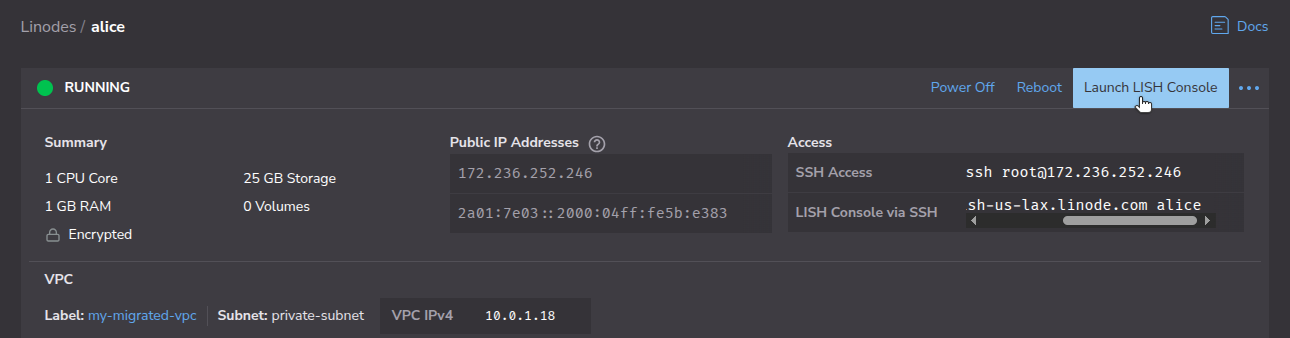 Linodes / alice
Docs
RUNNING
Power Off
Reboot
Launch LISH Console
Summary
1 CPU Core
25 GB Storage
1 GB RAM
0 Volumes
Encrypted
Public IP Addresses
172.236.252.246
2a01:7e03::2000:04ff:fe5b:e383
Access
SSH Access
ssh root@172.236.252.246
LISH Console via SSH
sh-us-lax.linode.com alice
VPC
Label: my-migrated-vpc
Subnet: private-subnet
VPC IPv4
10.0.1.18